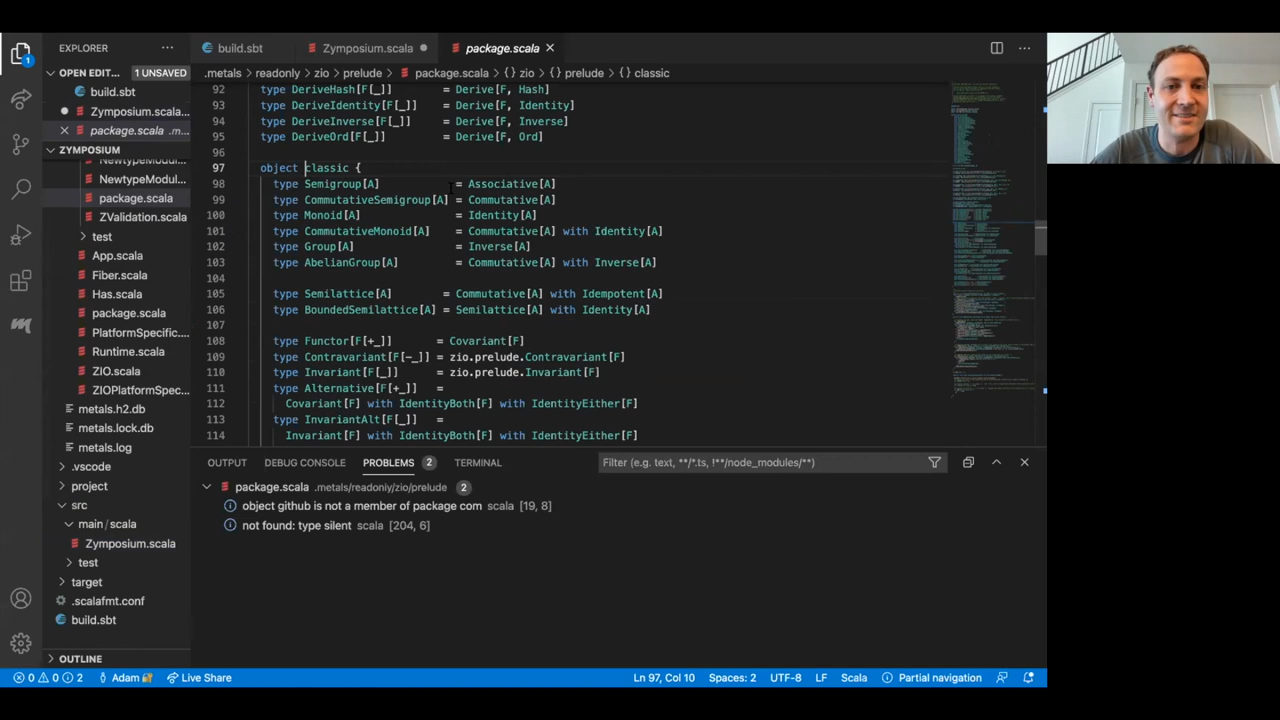 EXPLORER
OPEN EDIT...
1 UNSAVED
build.sbt
Zymposium.scala...
package.scala .m...
ZYMPOSIUM
NewtypeModul...
NewtypeModul...
package.scala
ZValidation.scala
test
App.scala
Fiber.scala
Has.scala
package.scala
PlatformSpecific...
Runtime.scala
ZIO.scala
ZIOPlatformSpec...
metals.h2.db
metals.lock.db
metals.log
.vscode
project
src
main / scala
Zymposium.scala
test
target
.scalafmt.conf
build.sbt
OUTLINE
build.sbt
Zymposium.scala
package.scala
.metals > readonly > zio > prelude > package.scala > {} zio > {} prelude > {} classic
92 type DeriveHash[F[_]] = Derive[F, Hash]
93 type DeriveIdentity[F[_]] = Derive[F, Identity]
94 type DeriveInverse[F[_]] = Derive[F, Inverse]
95 type DeriveOrd[F[_]] = Derive[F, Ord]
96
97 object classic {
98 type Semigroup[A] = Associative[A]
99 type CommutativeSemigroup[A] = Commutative[A]
100 type Monoid[A] = Identity[A]
101 type CommutativeMonoid[A] = Commutative[A] with Identity[A]
102 type Group[A] = Inverse[A]
103 type AbelianGroup[A] = Commutative[A] with Inverse[A]
104
105 type Semilattice[A] = Commutative[A] with Idempotent[A]
106 type BoundedSemilattice[A] = Semilattice[A] with Identity[A]
107
108 type Functor[F[+_]] = Covariant[F]
109 type Contravariant[F[-_]] = zio.prelude.Contravariant[F]
110 type Invariant[F[_]] = zio.prelude.Invariant[F]
111 type Alternative[F[+_]] =
112 Covariant[F] with IdentityBoth[F] with IdentityEither[F]
113 type InvariantAlt[F[_]] =
114 Invariant[F] with IdentityBoth[F] with IdentityEither[F]
OUTPUT
DEBUG CONSOLE
PROBLEMS 2
TERMINAL
Filter (e.g. text, **/*.ts, !**/node_modules/**)
package.scala .metals/readonly/zio/prelude 2
object github is not a member of package com scala [19, 8]
not found: type silent scala [204, 6]
1
0 0 2
Adam
Live Share
Ln 97, Col 10
Spaces: 2
UTF-8
LF
Scala
Partial navigation